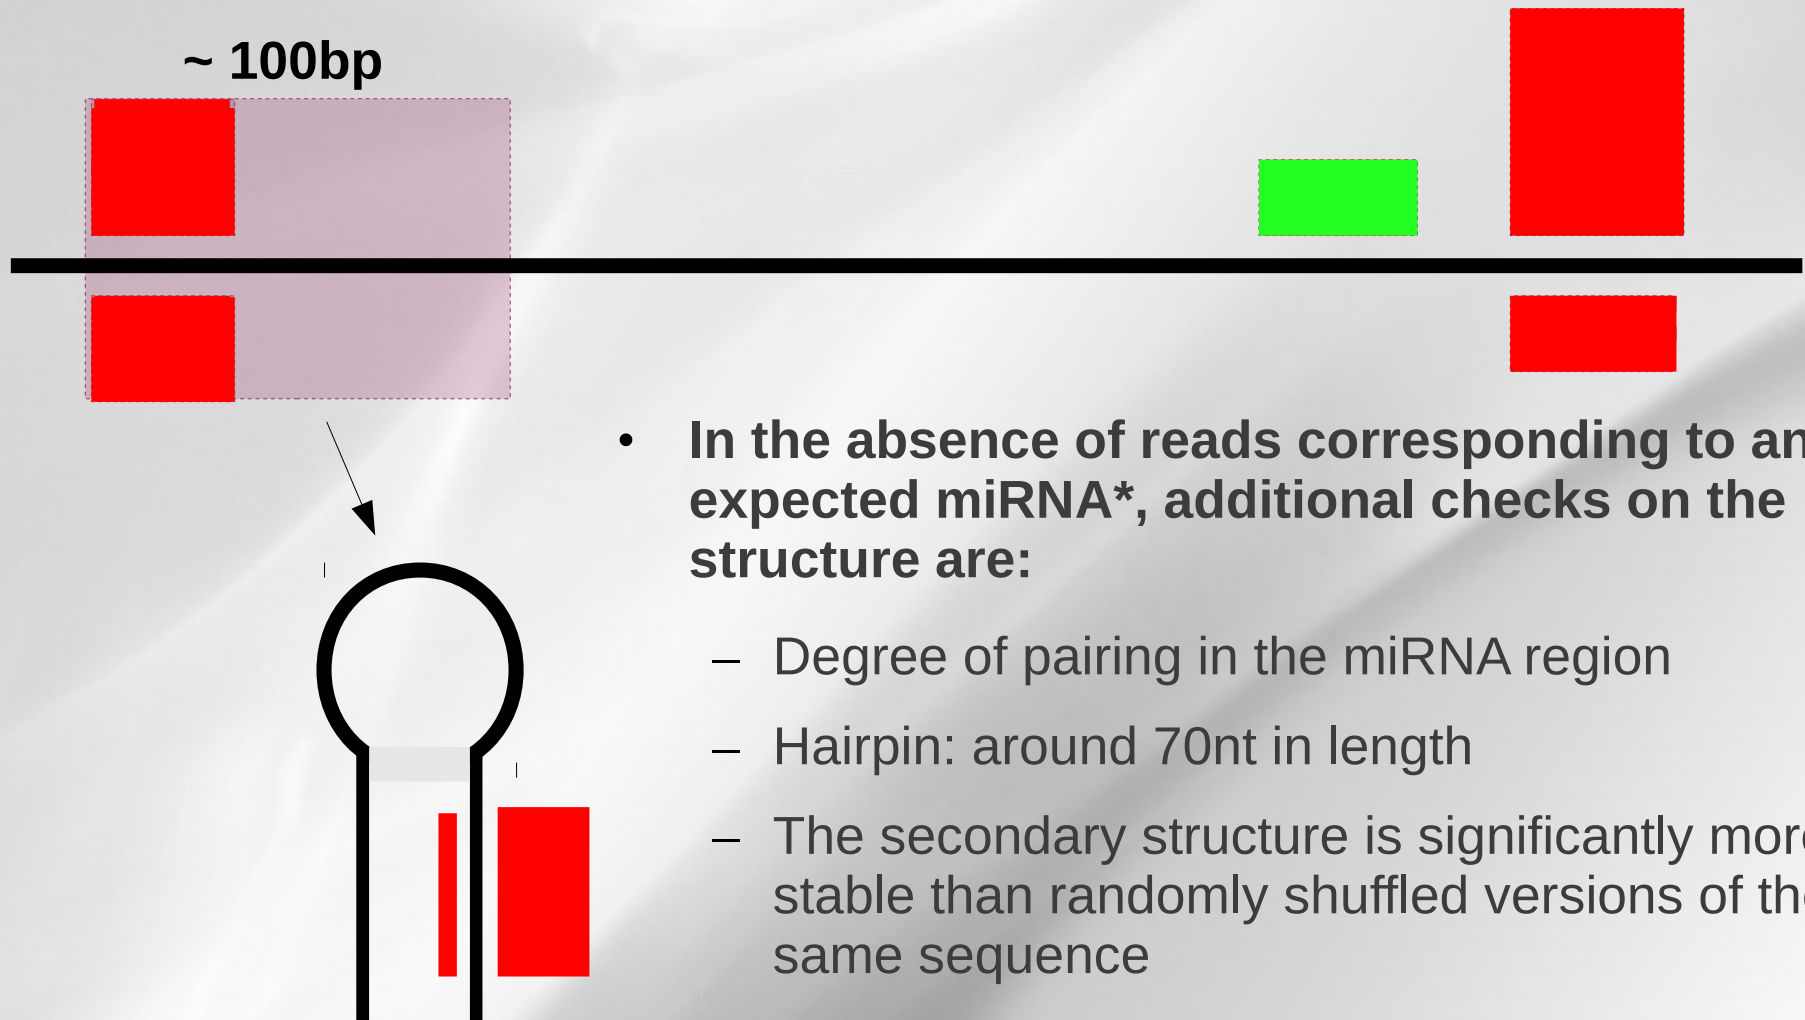 ~ 100bp
• In the absence of reads corresponding to an
expected miRNA*, additional checks on the
structure are:
– Degree of pairing in the miRNA region
– Hairpin: around 70nt in length
– The secondary structure is significantly more
stable than randomly shuffled versions of the
same sequence